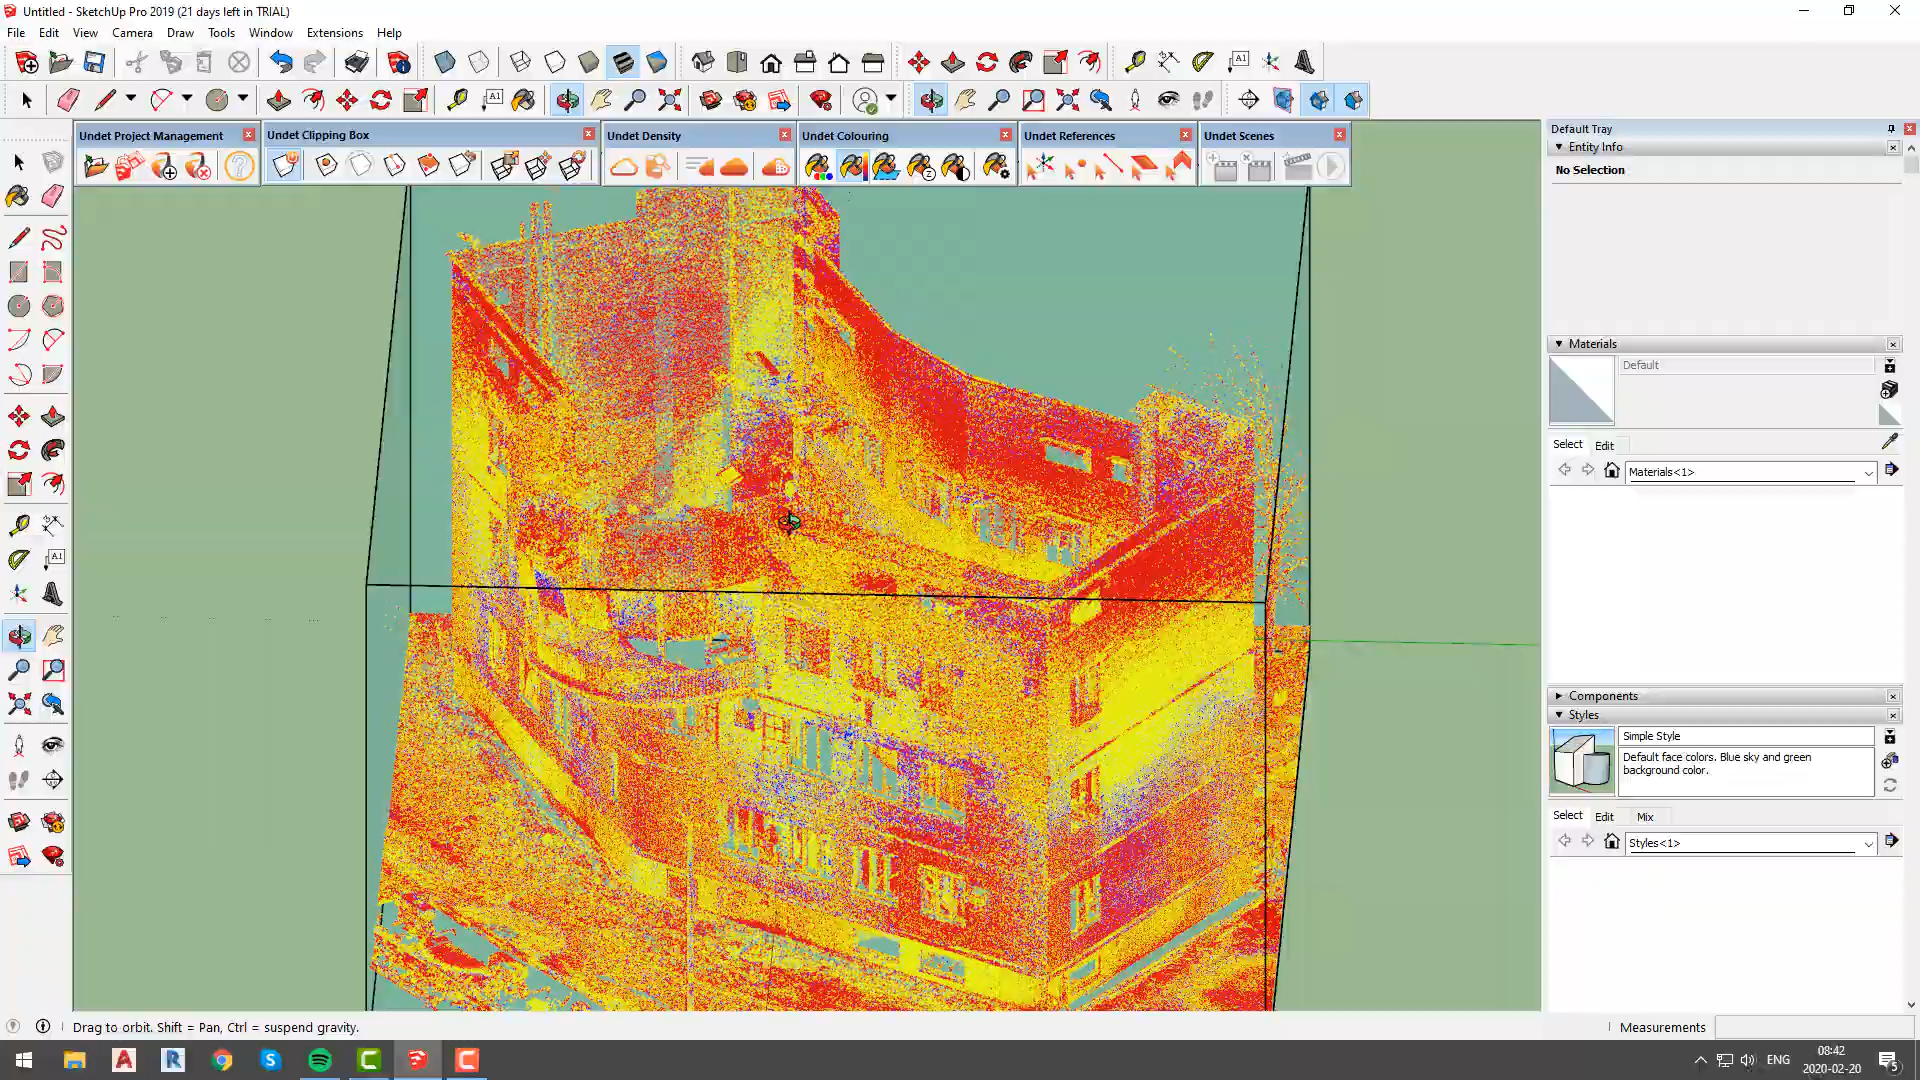 Untitled - SketchUp Pro 2019 (21 days left in TRIAL)
File Edit View Camera Draw Tools Window Extensions Help
A1
A1
Undet Project Management
Undet Clipping Box
Undet Density
Undet Colouring
Undet References
Undet Scenes
Default Tray
Entity Info
No Selection
Materials
Default
Select Edit
Materials<1>
A1
Components
Styles
Simple Style
Default face colors. Blue sky and green
background color.
Select Edit Mix
Styles<1>
Drag to orbit. Shift = Pan, Ctrl = suspend gravity.
Measurements
ENG
08:42
2020-02-20
5